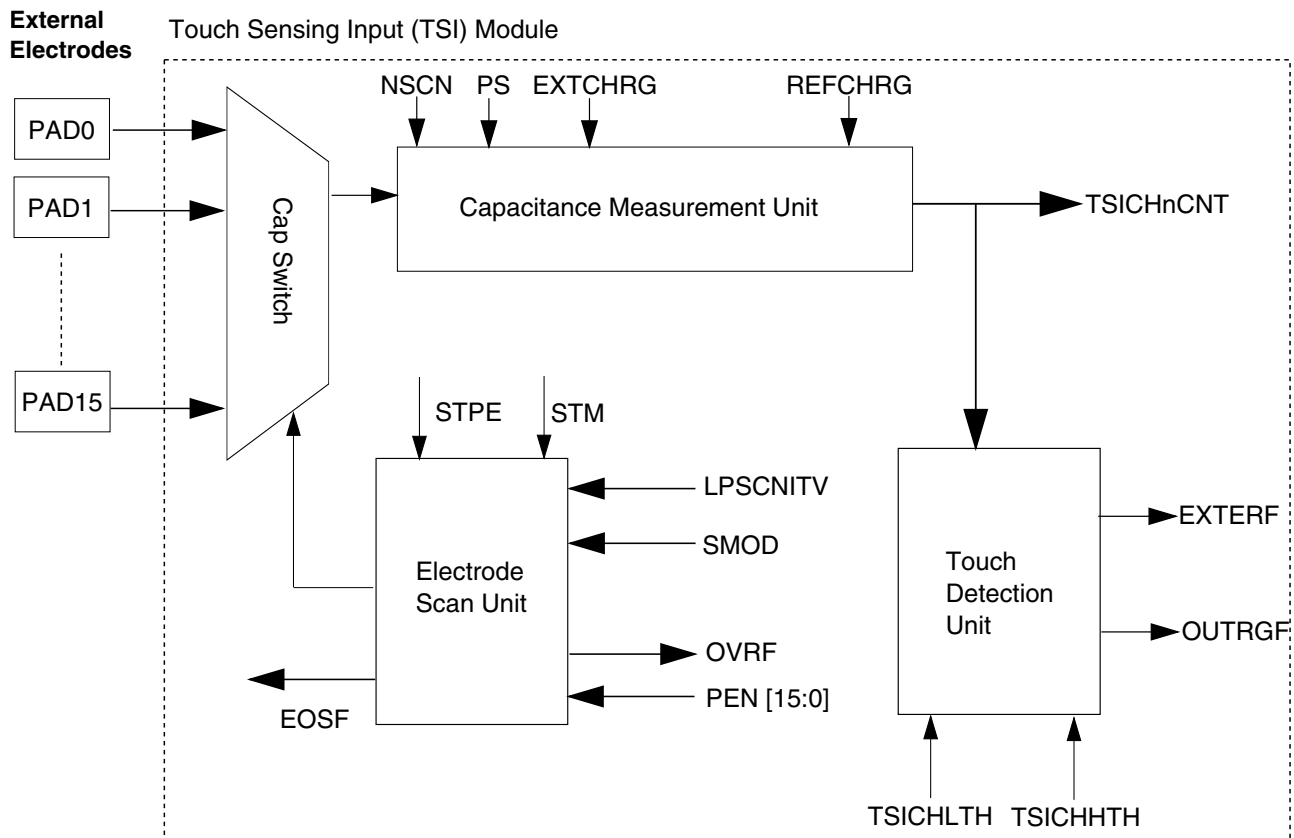 External
Electrodes
Touch Sensing Input (TSI) Module
NSCN PS EXTCHRG REFCHRG
PAD0
PAD1
PAD15
Cap Switch
Capacitance Measurement Unit
TSICHnCNT
STPE STM
LPSCNITV
SMOD
Electrode
Scan Unit
OVRF
PEN [15:0]
EOSF
Touch
Detection
Unit
EXTERF
OUTRGF
TSICHLTH TSICHHTH